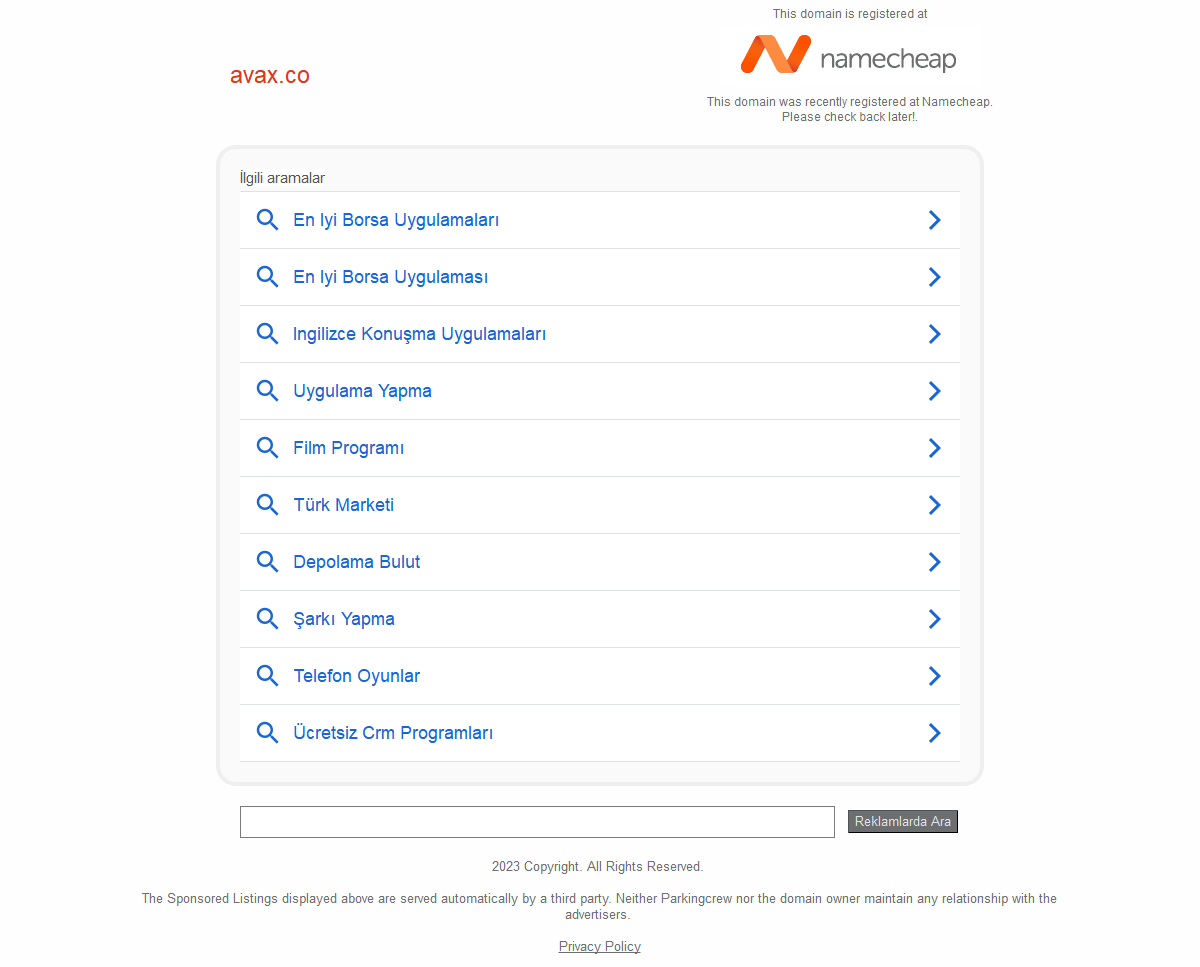 This domain is registered at
namecheap
avax.co
This domain was recently registered at Namecheap.
Please check back later!.
İlgili aramalar
En Iyi Borsa Uygulamaları
En Iyi Borsa Uygulaması
Ingilizce Konuşma Uygulamaları
Uygulama Yapma
Film Programı
Türk Marketi
Depolama Bulut
Şarkı Yapma
Telefon Oyunlar
Ücretsiz Crm Programları
Reklamlarda Ara
2023 Copyright. All Rights Reserved.
The Sponsored Listings displayed above are served automatically by a third party. Neither Parkingcrew nor the domain owner maintain any relationship with the
advertisers.
Privacy Policy